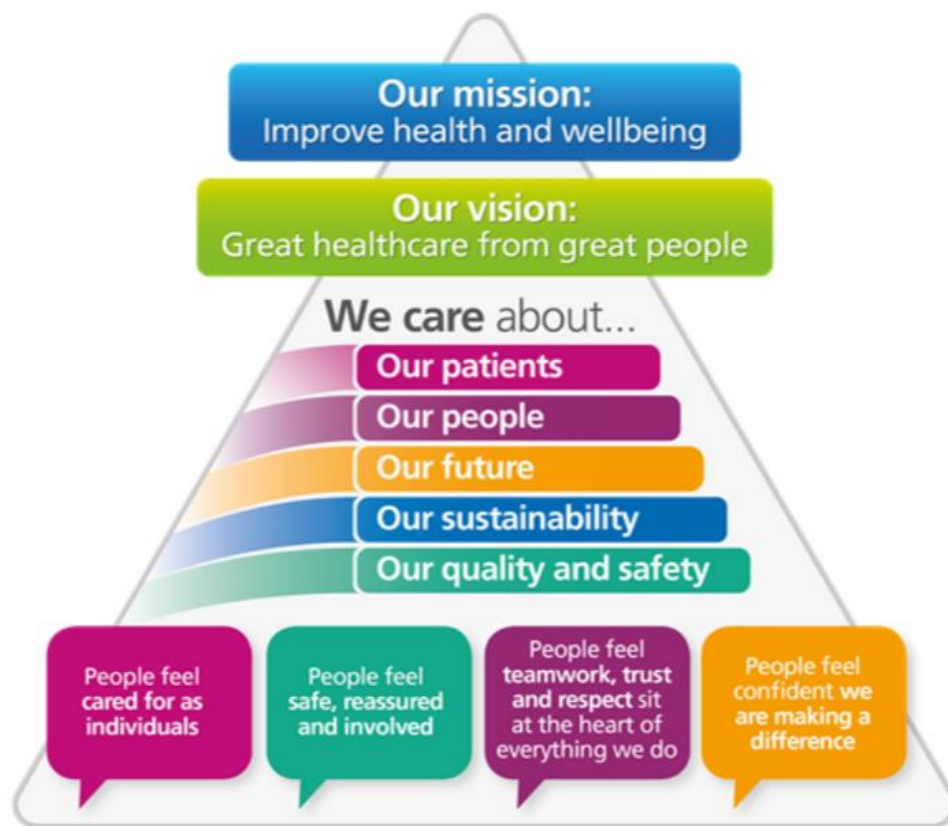 Our mission:
Improve health and wellbeing
Our vision:
Great healthcare from great people
We care about...
Our patients
Our people
Our future
Our sustainability
Our quality and safety
People feel
cared for as
individuals
People feel
safe, reassured
and involved
People feel
teamwork, trust
and respect sit
at the heart of
everything we do
People feel
confident we
are making a
difference